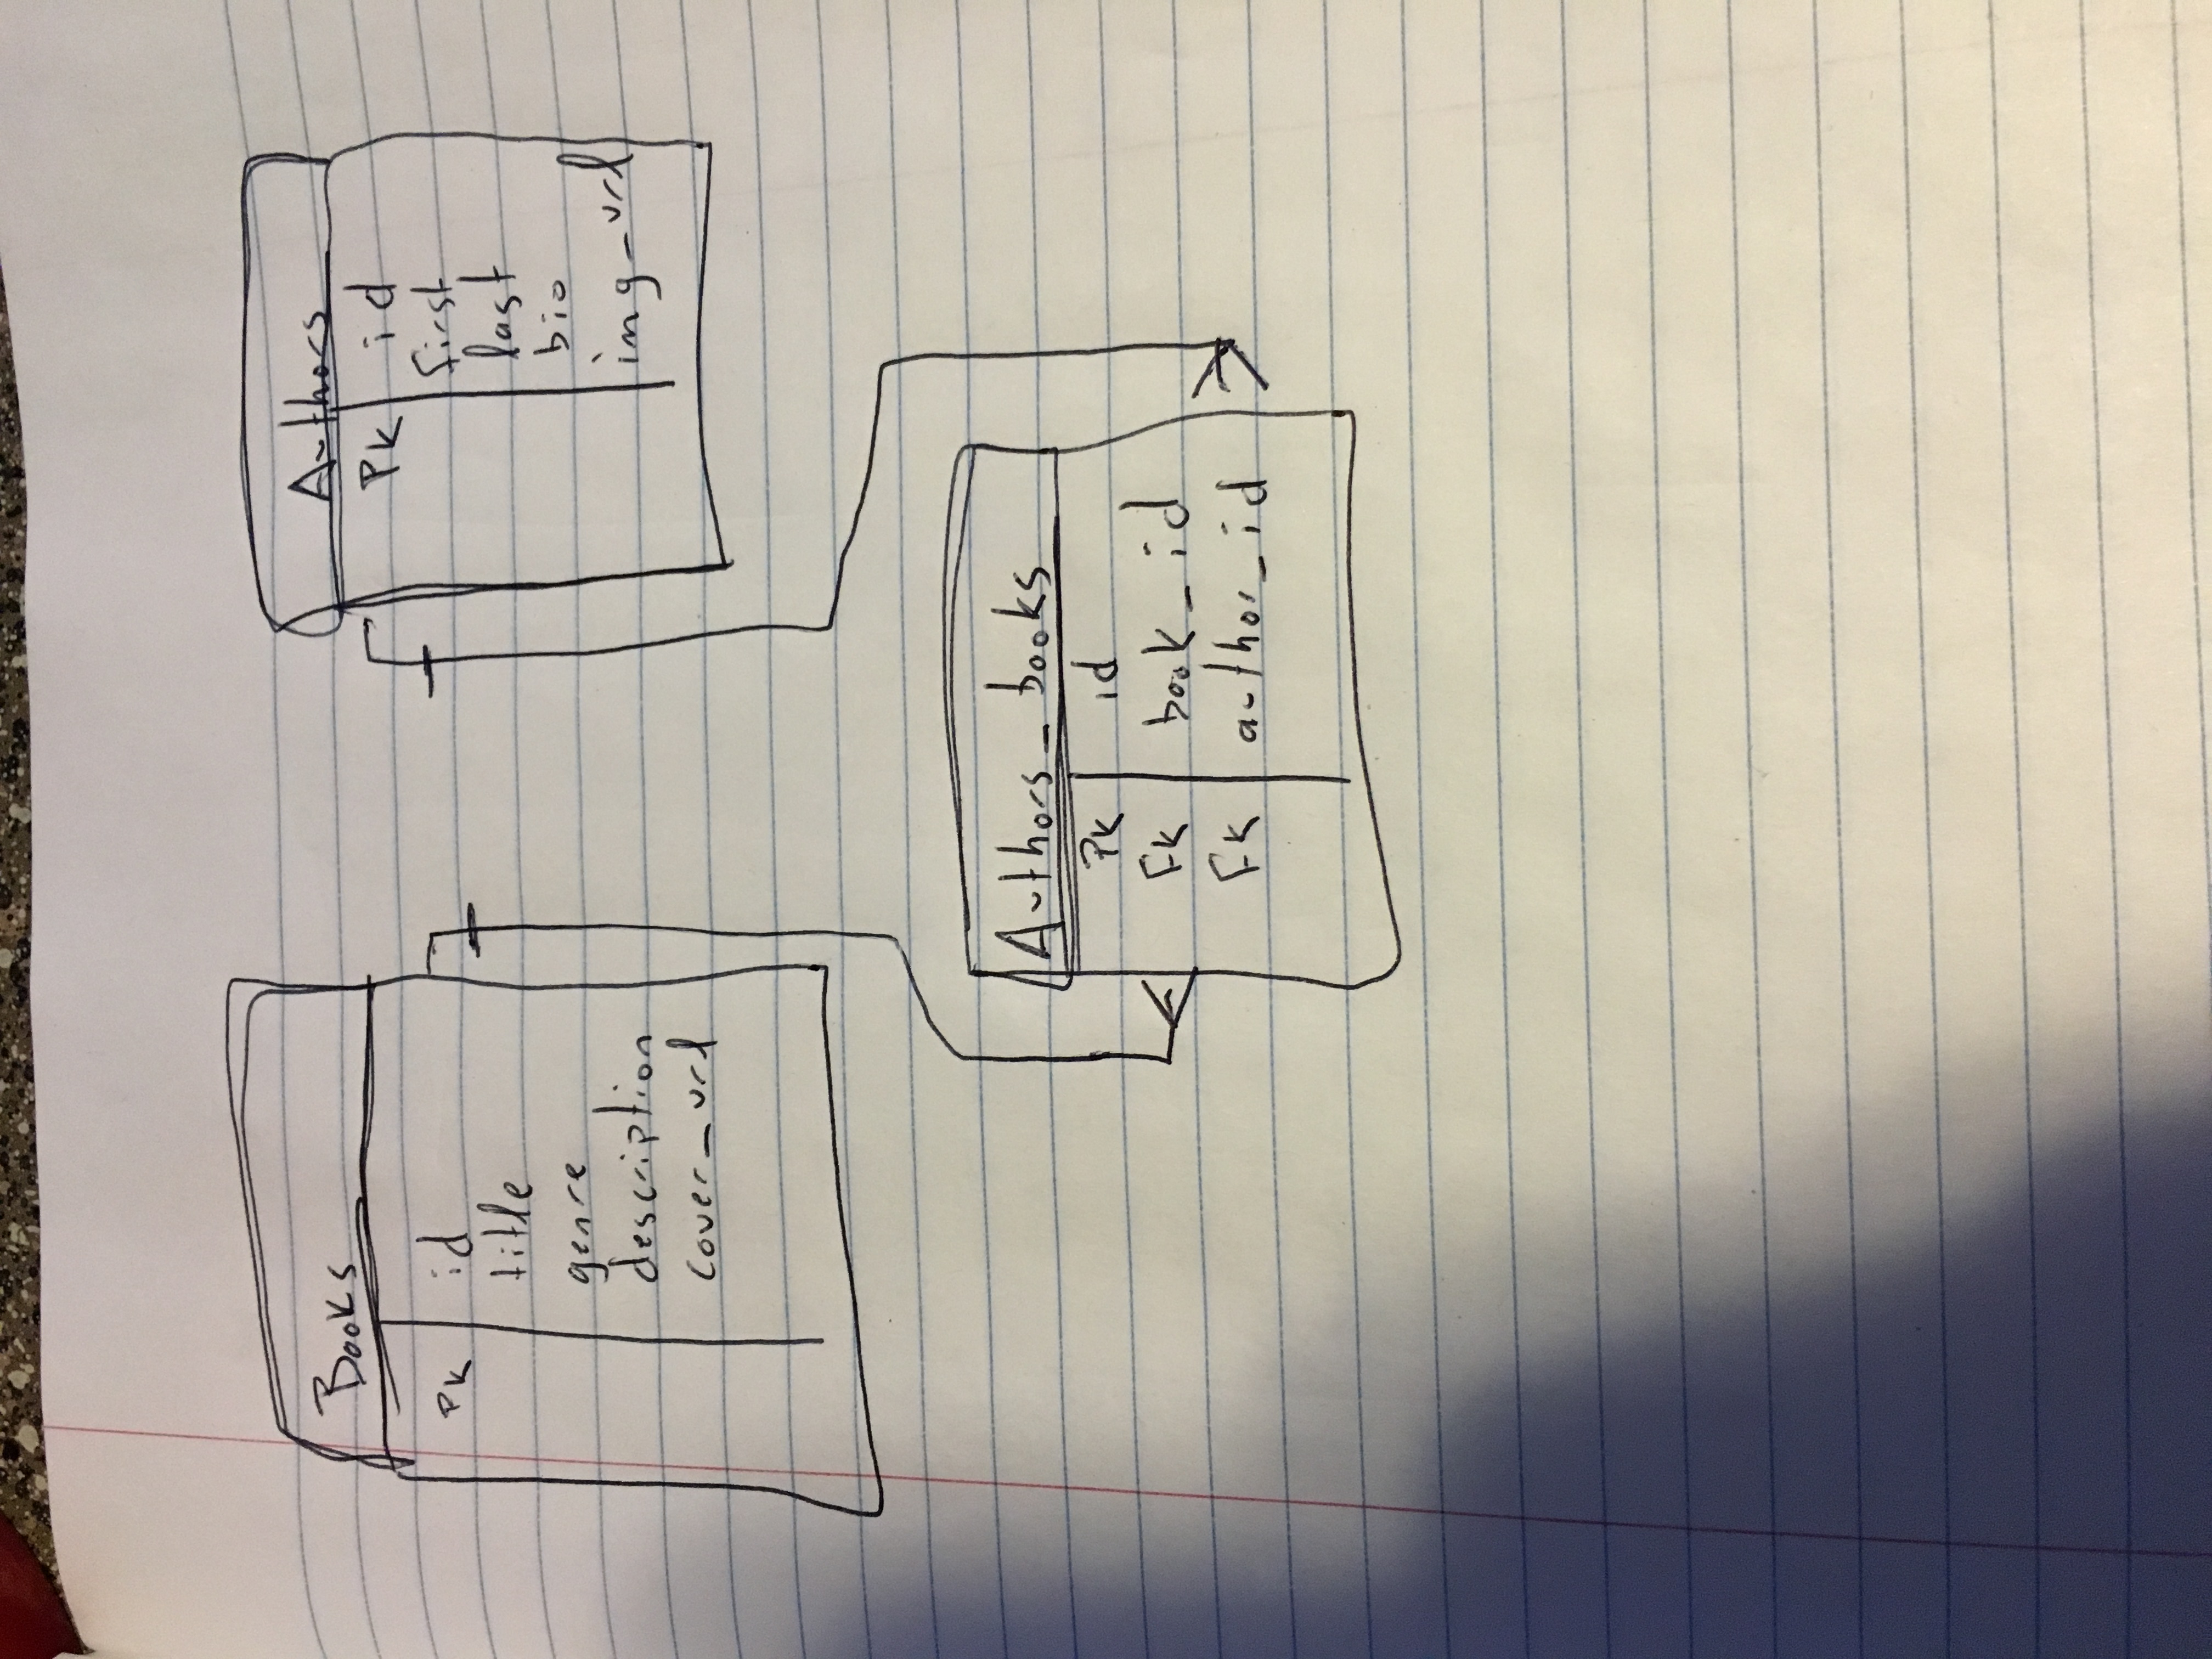 Books
PK id
title
genre
description
cover_url
Authors
PK id
first
last
bio
img_url
Authors_books
PK id
FK book_id
FK author_id